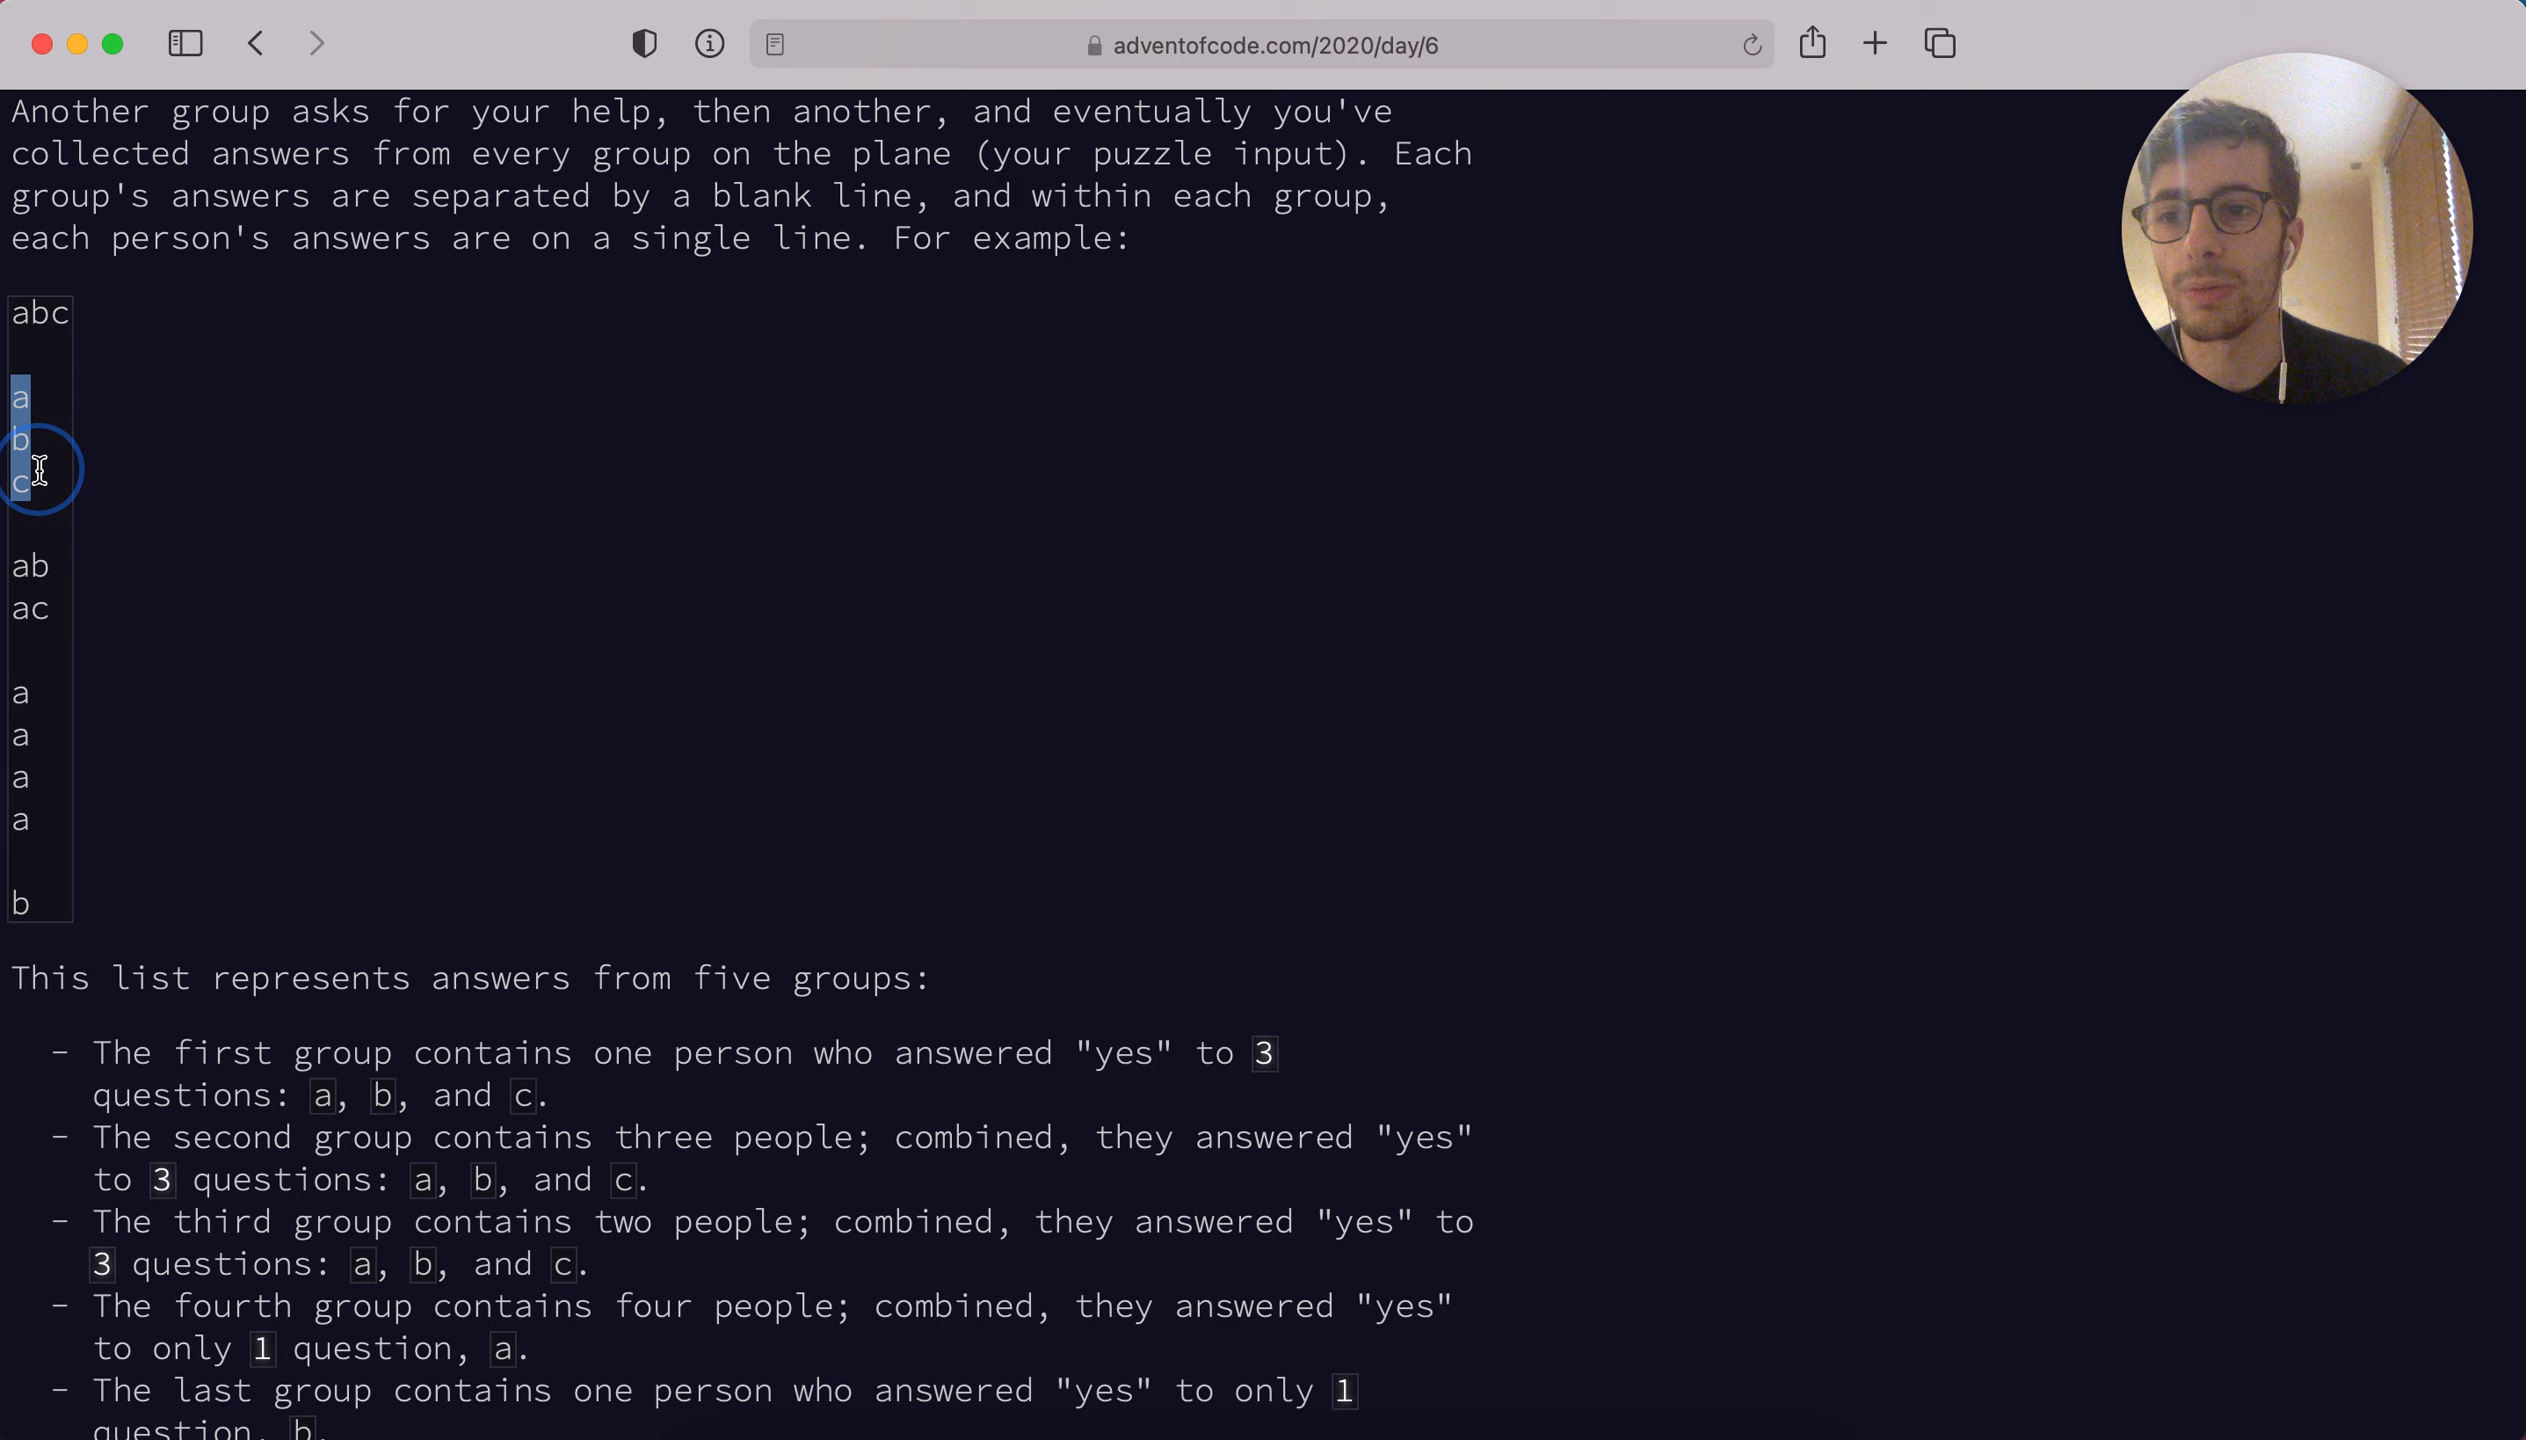 adventofcode.com/2020/day/6
Another group asks for your help, then another, and eventually you've
collected answers from every group on the plane (your puzzle input). Each
group's answers are separated by a blank line, and within each group,
each person's answers are on a single line. For example:
abc
a
b
c
ab
ac
a
a
a
a
b
This list represents answers from five groups:
- The first group contains one person who answered "yes" to 3
questions: a, b, and c.
- The second group contains three people; combined, they answered "yes"
to 3 questions: a, b, and c.
- The third group contains two people; combined, they answered "yes" to
3 questions: a, b, and c.
- The fourth group contains four people; combined, they answered "yes"
to only 1 question, a.
- The last group contains one person who answered "yes" to only 1
question, b.